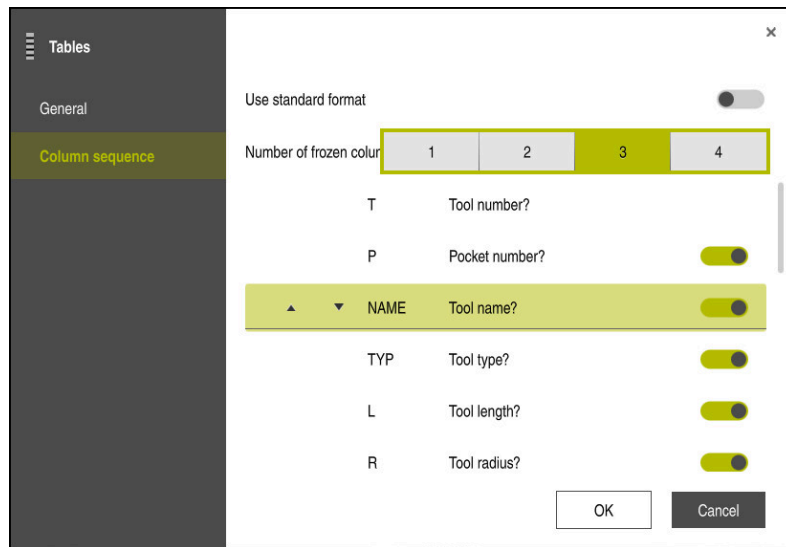 Tables
General
Column sequence
×
Use standard format
Number of frozen colur 1 2 3 4
T Tool number?
P Pocket number?
▲ ▼ NAME Tool name?
TYP Tool type?
L Tool length?
R Tool radius?
OK Cancel